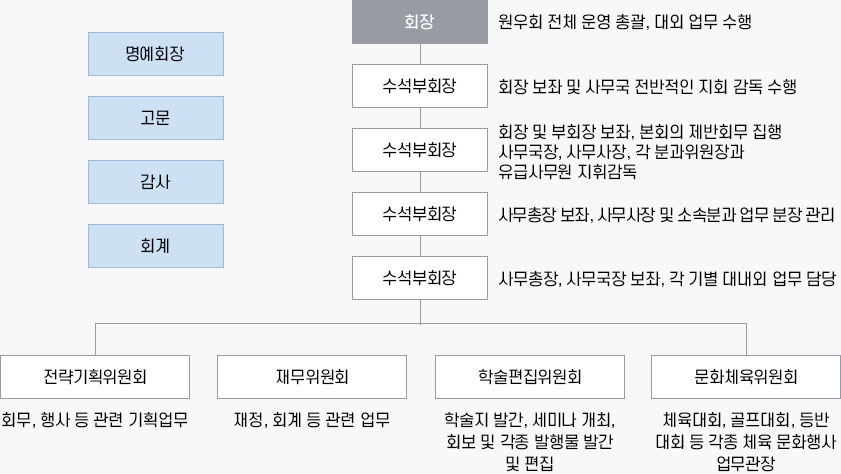 회장
원우회 전체 운영 총괄, 대외 업무 수행
명예회장
고문
감사
회계
수석부회장
회장 보좌 및 사무국 전반적인 지회 감독 수행
수석부회장
회장 및 부회장 보좌, 본회의 제반회무 집행
사무국장, 사무사장, 각 분과위원장과
유급사무원 지휘감독
수석부회장
사무총장 보좌, 사무사장 및 소속분과 업무 분장 관리
수석부회장
사무총장, 사무국장 보좌, 각 기별 대내외 업무 담당
전략기획위원회
회무, 행사 등 관련 기획업무
재무위원회
재정, 회계 등 관련 업무
학술편집위원회
학술지 발간, 세미나 개최,
회보 및 각종 발행물 발간
및 편집
문화체육위원회
체육대회, 골프대회, 등반
대회 등 각종 체육 문화행사
업무관장